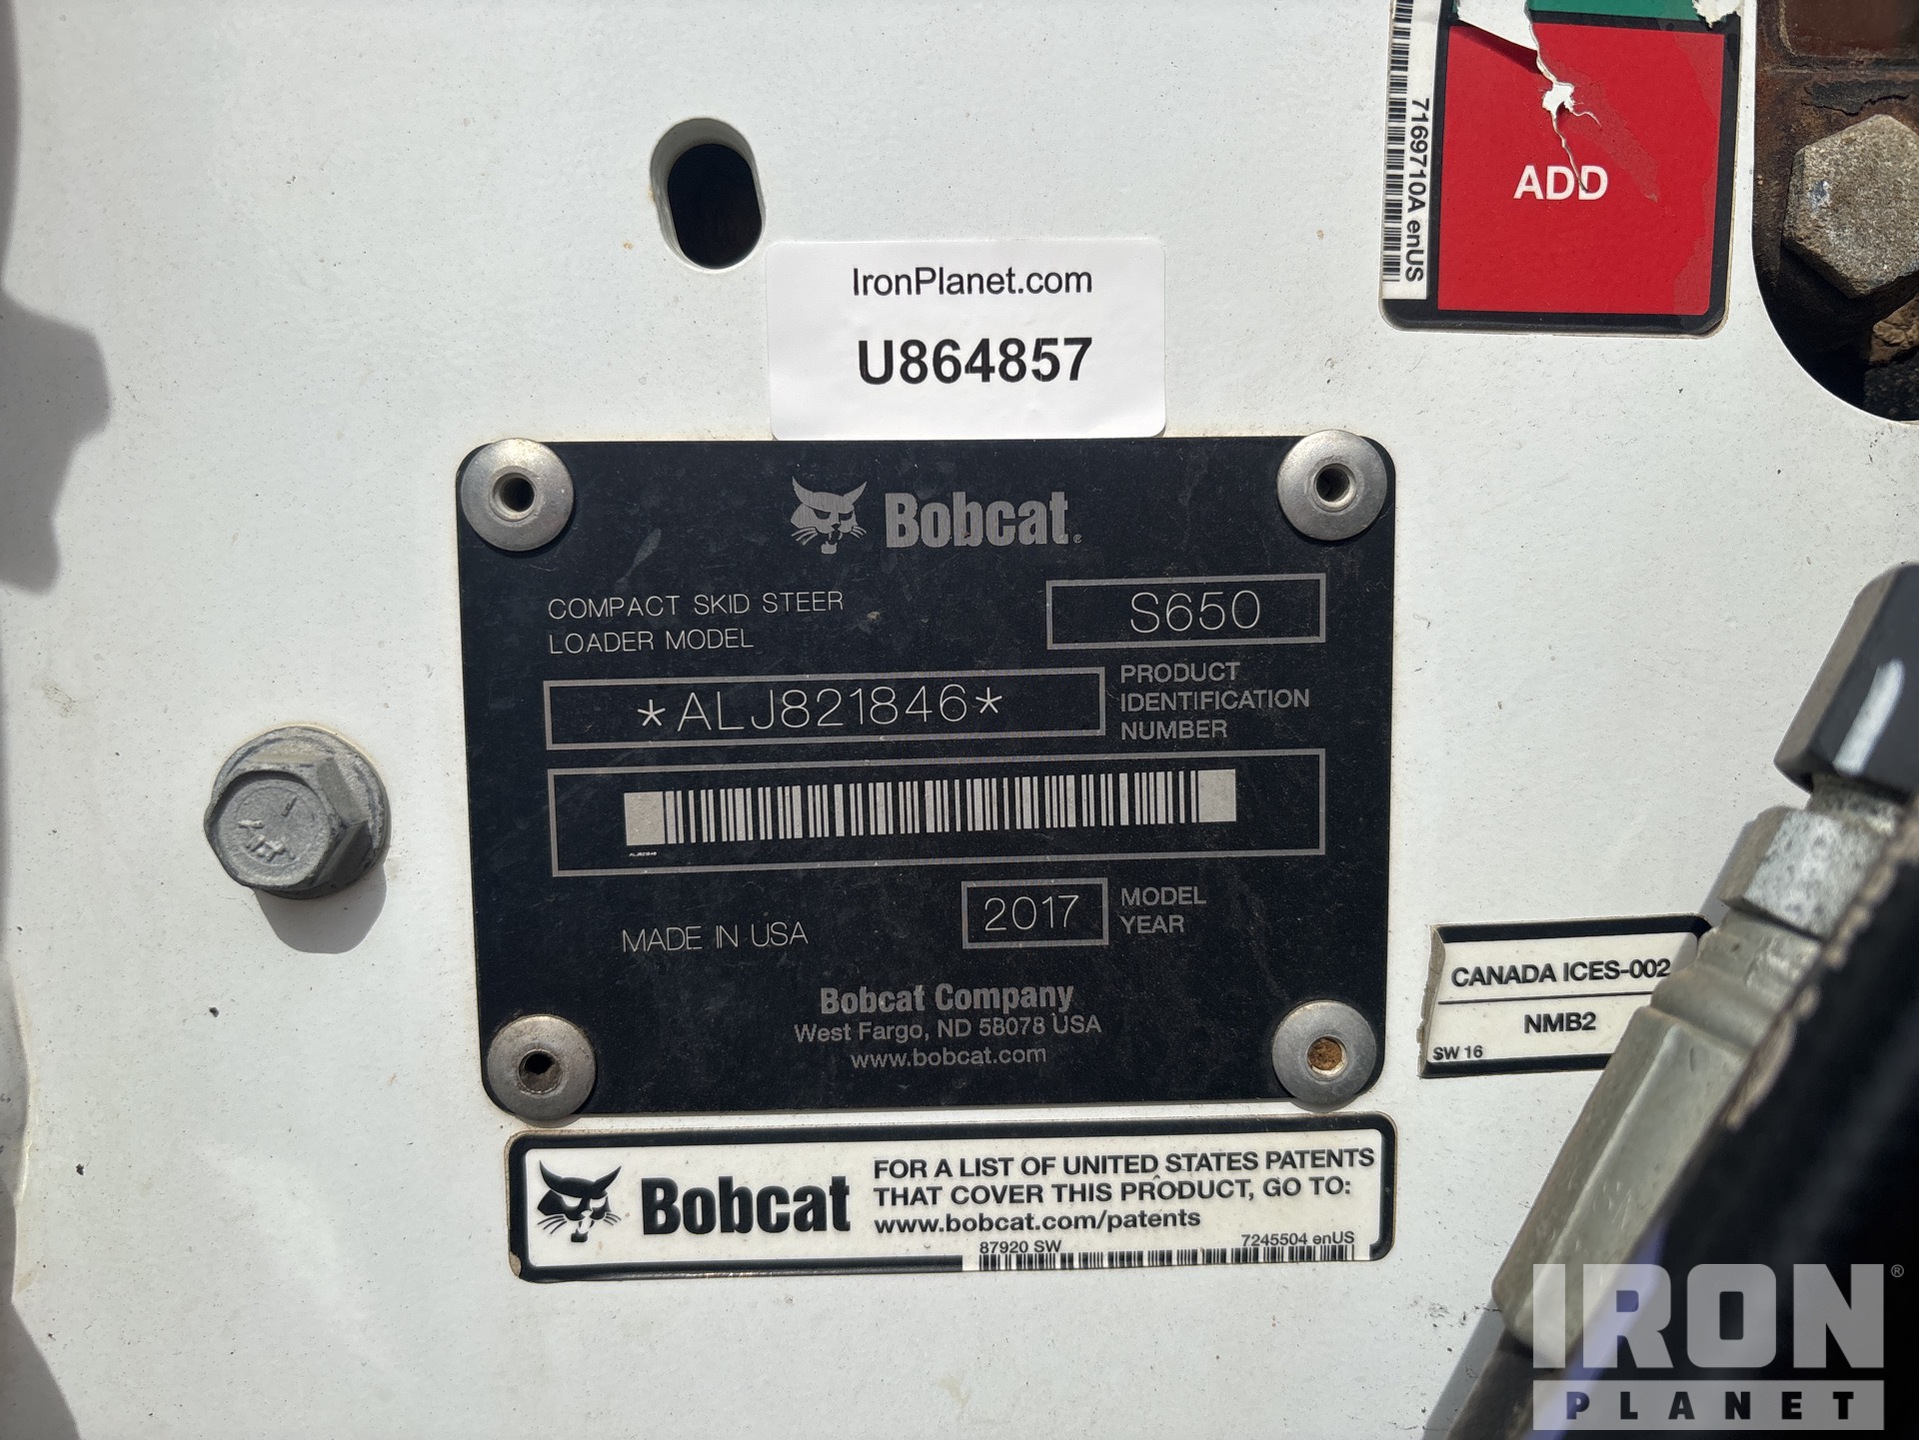 7169710A enUS
ADD
IronPlanet.com
U864857
Bobcat®
COMPACT SKID STEER
LOADER MODEL
S650
*ALJ821846*
PRODUCT
IDENTIFICATION
NUMBER
ALJ821846
MADE IN USA
2017
MODEL
YEAR
Bobcat Company
West Fargo, ND 58078 USA
www.bobcat.com
CANADA ICES-002
NMB2
SW 16
Bobcat
FOR A LIST OF UNITED STATES PATENTS
THAT COVER THIS PRODUCT, GO TO:
www.bobcat.com/patents
87920 SW
7245504 enUS
IRON®
PLANET